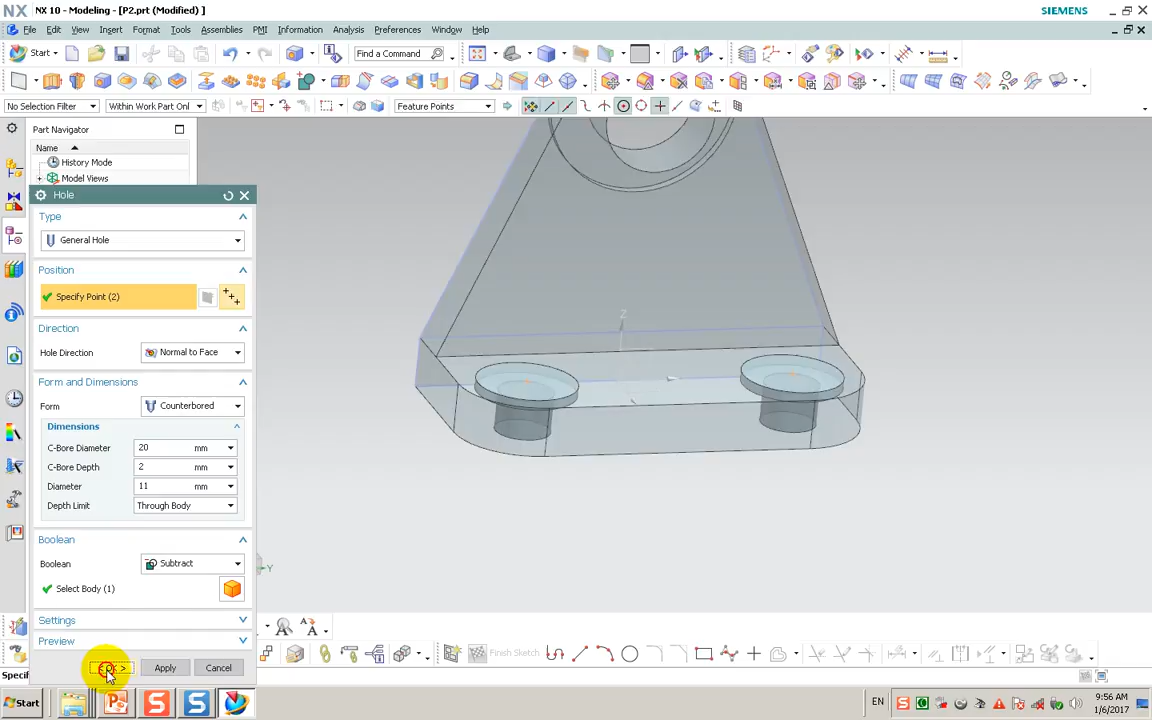 NX NX 10 - Modeling - [P2.prt (Modified) ] SIEMENS
File Edit View Insert Format Tools Assemblies PMI Information Analysis Preferences Window Help
Start Find a Command
No Selection Filter Within Work Part Onl Feature Points
Part Navigator
Name
History Mode
Model Views
Hole
Type
General Hole
Position
Specify Point (2)
Direction
Hole Direction Normal to Face
Form and Dimensions
Form Counterbored
Dimensions
C-Bore Diameter 20 mm
C-Bore Depth 2 mm
Diameter 11 mm
Depth Limit Through Body
Boolean
Boolean Subtract
Select Body (1)
Settings
Preview
Apply Cancel
Z
Y
Finish Sketch
Specif
Start EN 9:56 AM
1/6/2017